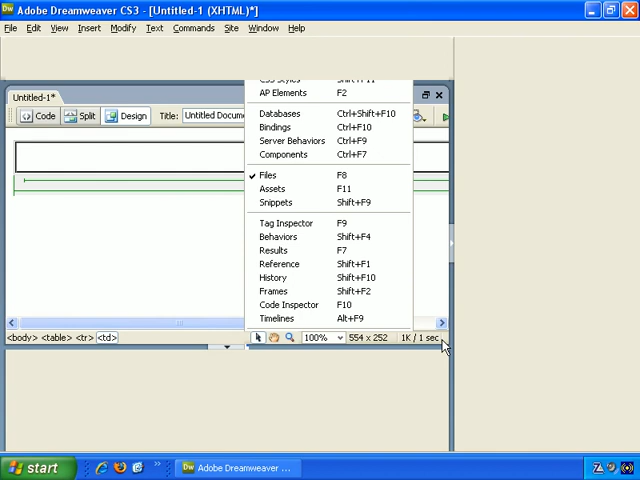 Adobe Dreamweaver CS3 - [Untitled-1 (XHTML)*]
File Edit View Insert Modify Text Commands Site Window Help
CSS Styles Shift+F11
AP Elements F2
Untitled-1*
Code Split Design Title: Untitled Docum
Databases Ctrl+Shift+F10
Bindings Ctrl+F10
Server Behaviors Ctrl+F9
Components Ctrl+F7
Files F8
Assets F11
Snippets Shift+F9
Tag Inspector F9
Behaviors Shift+F4
Results F7
Reference Shift+F1
History Shift+F10
Frames Shift+F2
Code Inspector F10
Timelines Alt+F9
<body> <table> <tr> <td> 100% 554 x 252 1K / 1 sec
start Adobe Dreamweaver ...